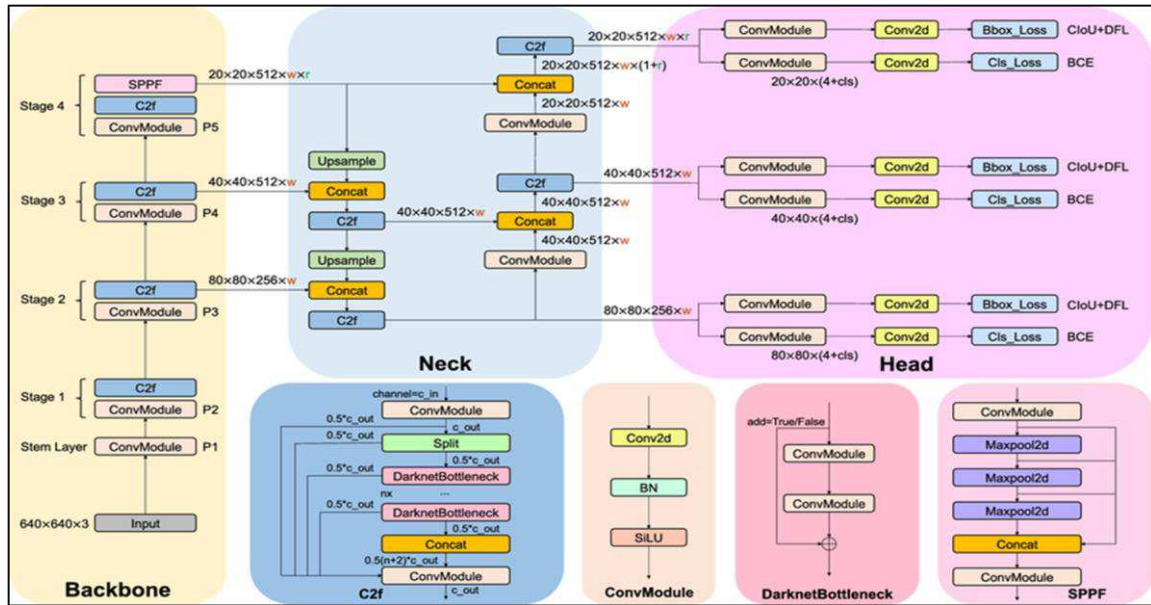 Stage 4
SPPF
C2f
ConvModule
P5
20×20×512×w×r
Stage 3
C2f
ConvModule
P4
40×40×512×w
Stage 2
C2f
ConvModule
P3
80×80×256×w
Stage 1
C2f
ConvModule
P2
Stem Layer
ConvModule
P1
640×640×3
Input
Backbone
Upsample
Concat
C2f
40×40×512×w
Upsample
Concat
C2f
C2f
20×20×512×w×r
20×20×512×w×(1+r)
Concat
20×20×512×w
ConvModule
C2f
40×40×512×w
40×40×512×w
Concat
40×40×512×w
ConvModule
80×80×256×w
Neck
ConvModule
Conv2d
Bbox_Loss
CIoU+DFL
ConvModule
Conv2d
Cls_Loss
BCE
20×20×(4+cls)
ConvModule
Conv2d
Bbox_Loss
CIoU+DFL
ConvModule
Conv2d
Cls_Loss
BCE
40×40×(4+cls)
ConvModule
Conv2d
Bbox_Loss
CIoU+DFL
ConvModule
Conv2d
Cls_Loss
BCE
80×80×(4+cls)
Head
channel=c_in
ConvModule
0.5*c_out
c_out
0.5*c_out
Split
0.5*c_out
0.5*c_out
DarknetBottleneck
nx
...
0.5*c_out
DarknetBottleneck
0.5*c_out
Concat
0.5(n+2)*c_out
ConvModule
c_out
C2f
Conv2d
BN
SiLU
ConvModule
add=True/False
ConvModule
ConvModule
DarknetBottleneck
ConvModule
Maxpool2d
Maxpool2d
Maxpool2d
Concat
ConvModule
SPPF